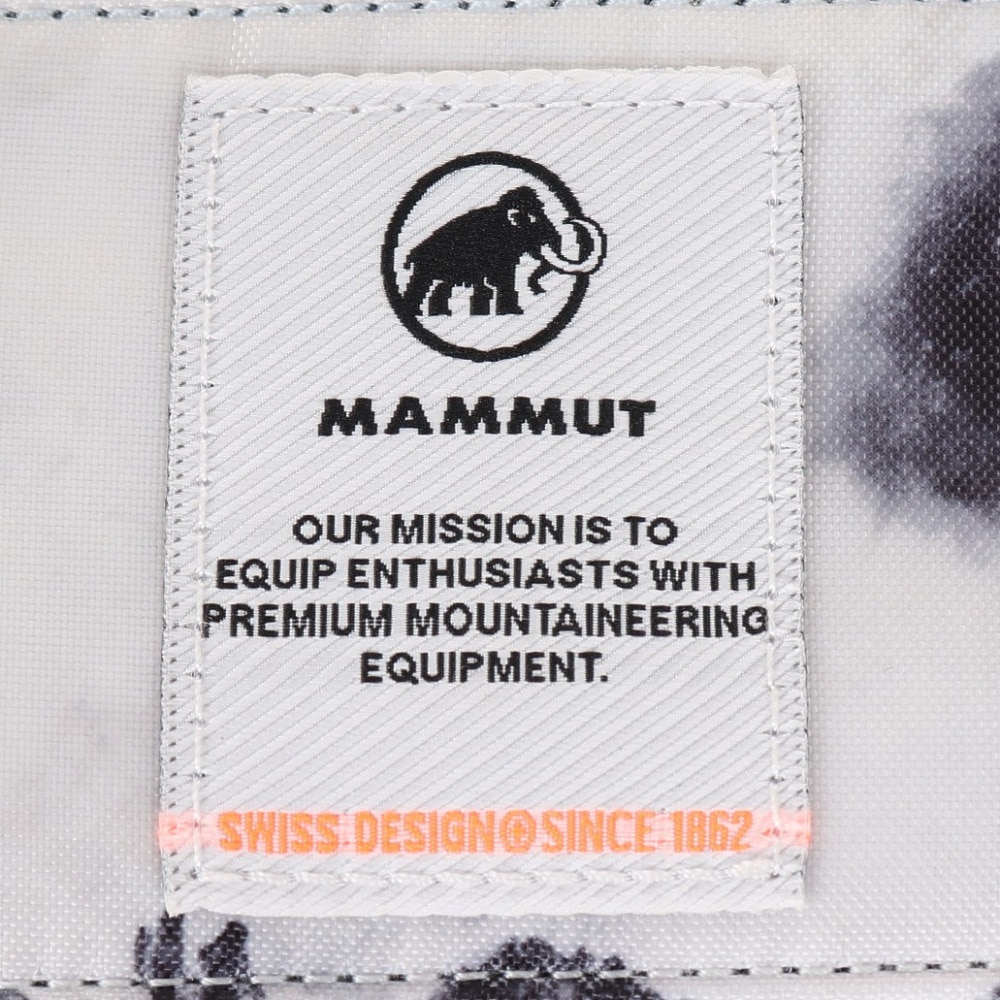 MAMMUT
OUR MISSION IS TO
EQUIP ENTHUSIASTS WITH
PREMIUM MOUNTAINEERING
EQUIPMENT.
SWISS DESIGN SINCE 1862